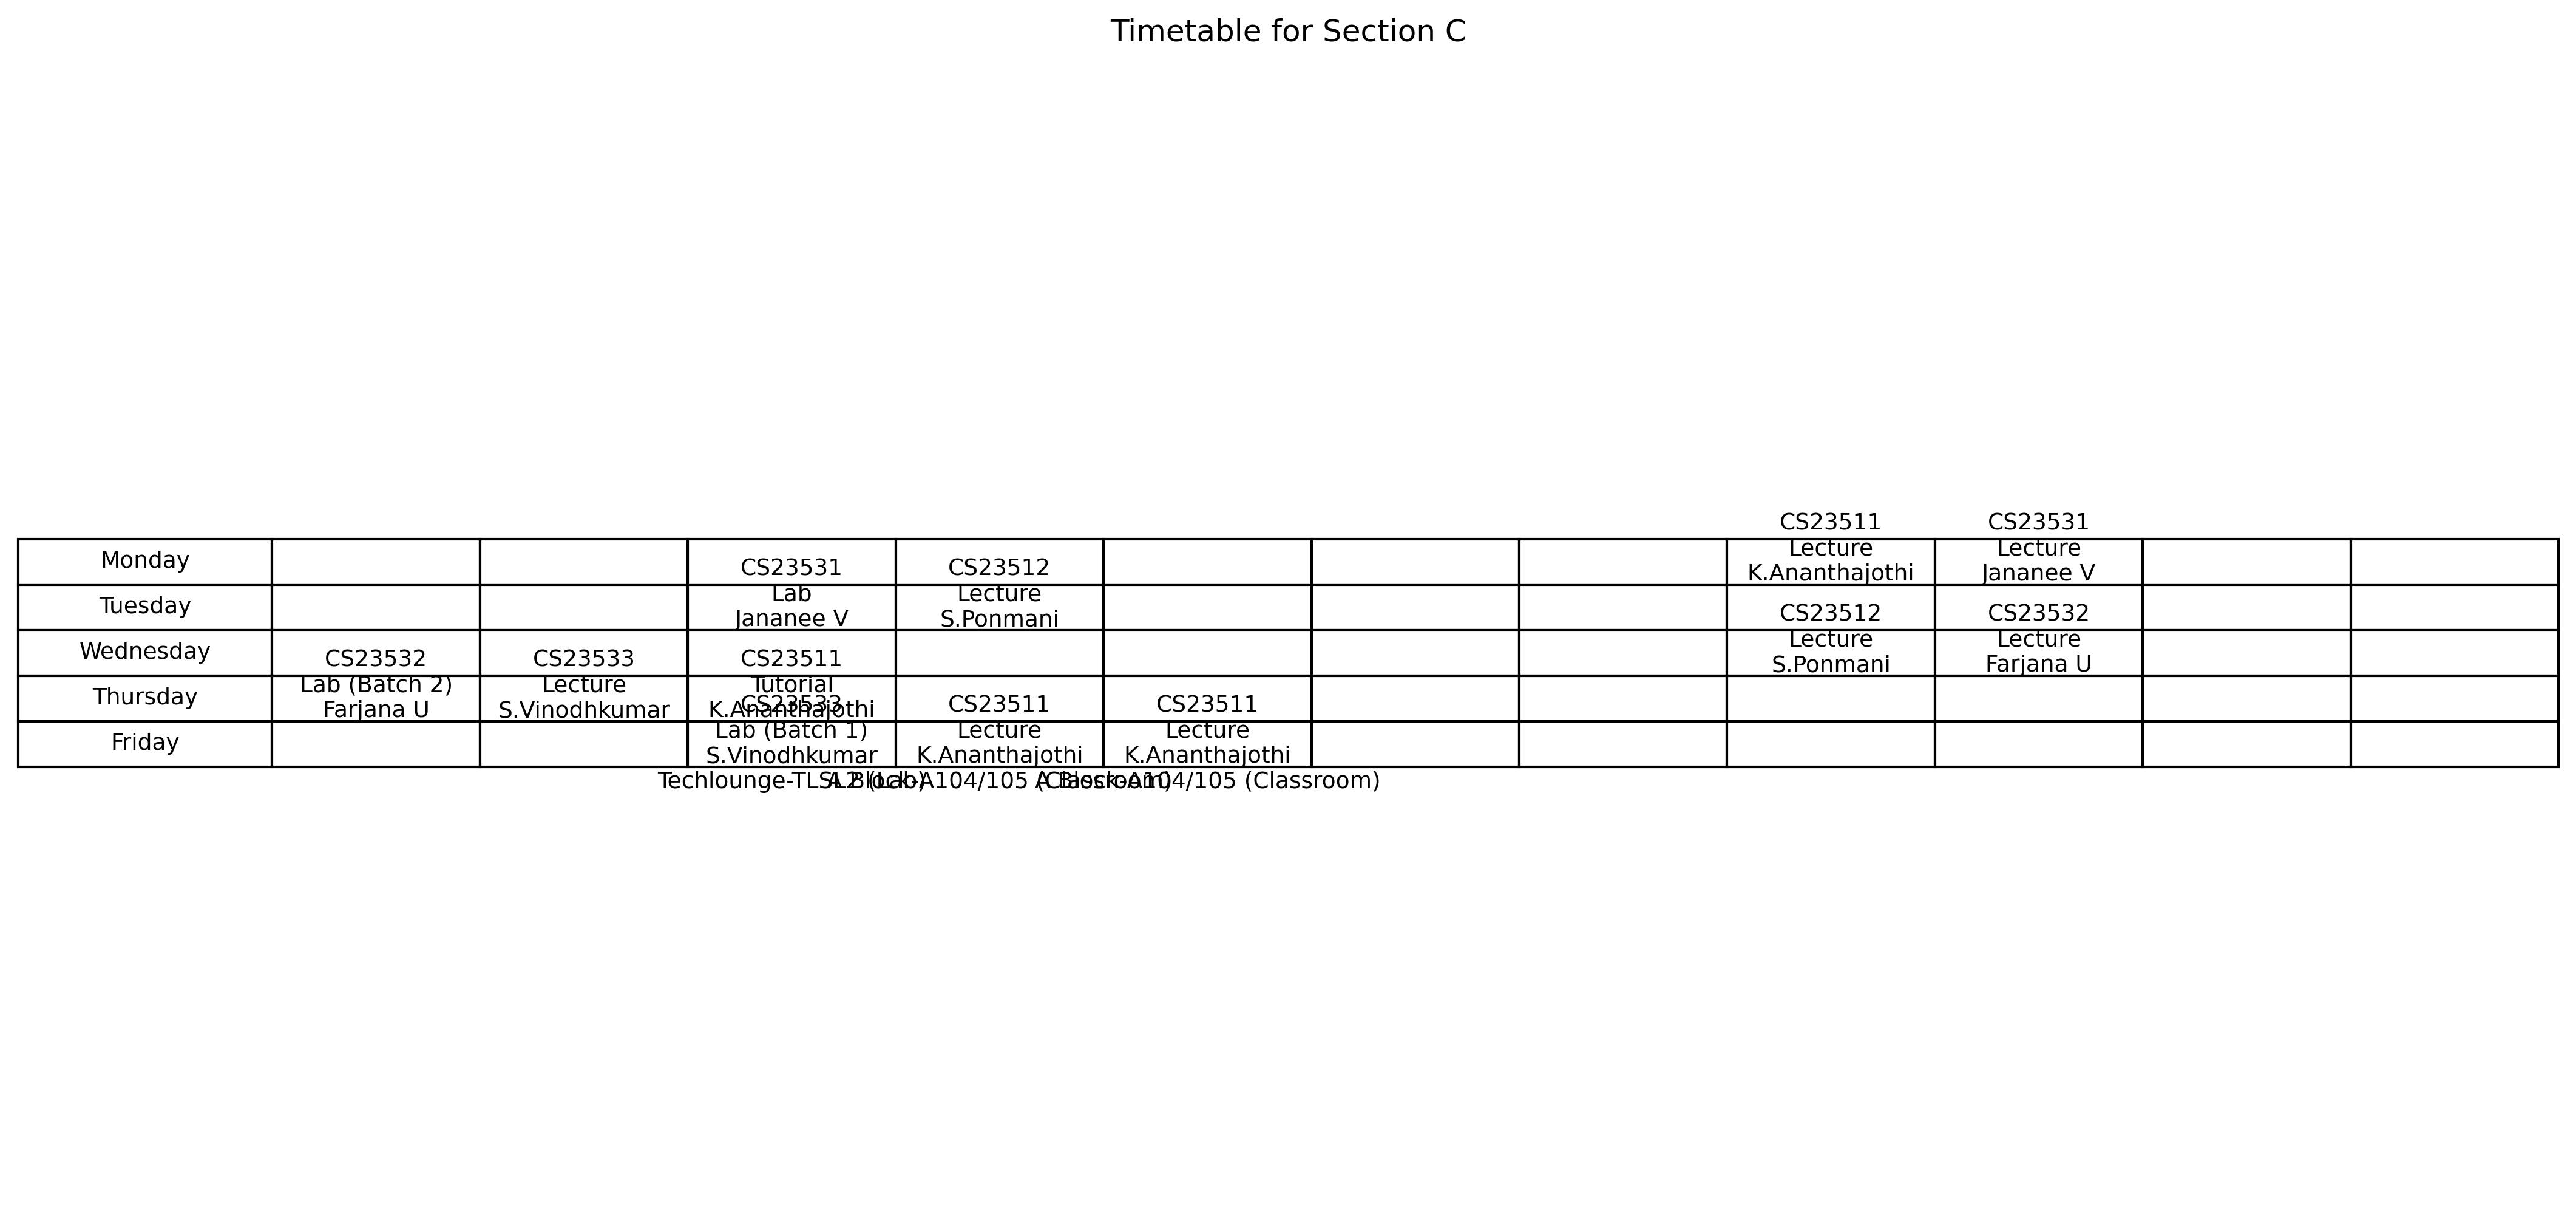 Timetable for Section C
CS23511 CS23531
Monday Lecture Lecture
CS23531 CS23512 K.Ananthajothi Jananee V
Tuesday Lab Lecture CS23512 CS23532
Jananee V S.Ponmani
Wednesday Lecture Lecture
CS23532 CS23533 CS23511 S.Ponmani Farjana U
Thursday Lab (Batch 2) Lecture Tutorial
Farjana U S.Vinodhkumar K.Ananthajothi
CS23533 CS23511 CS23511
Friday Lab (Batch 1) Lecture Lecture
S.Vinodhkumar K.Ananthajothi K.Ananthajothi
Techlounge-TL SL2 (Lab) A Block-A104/105 (Classroom) A Block-A104/105 (Classroom)